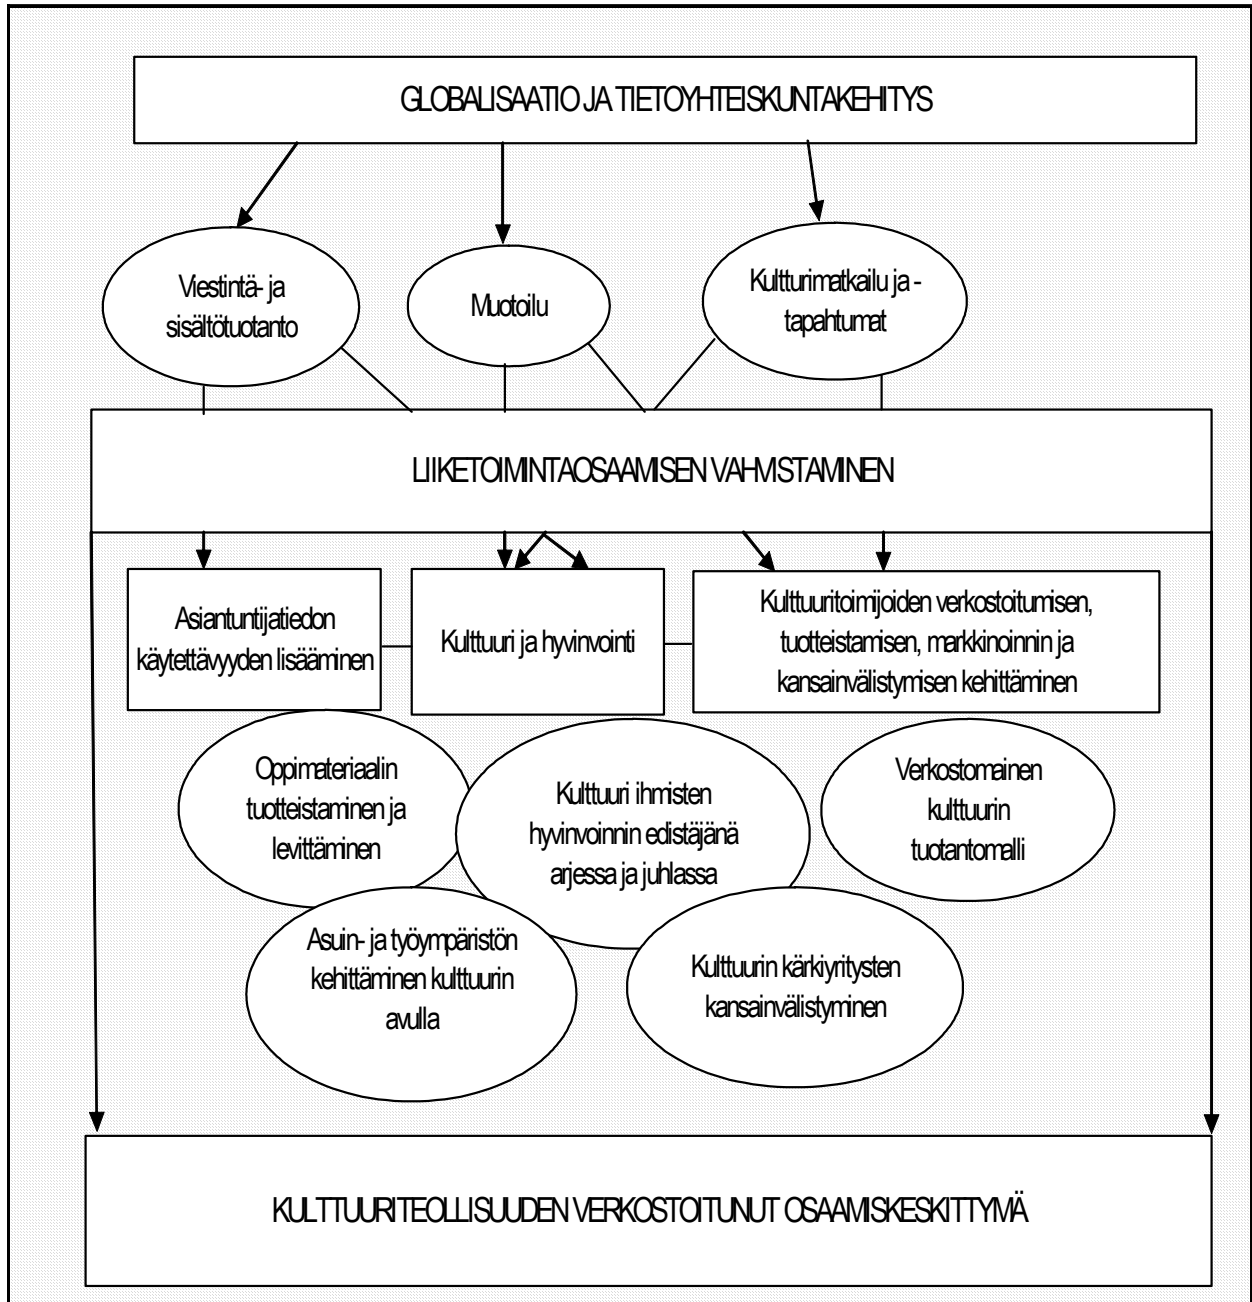 GLOBALISAATIO JA TIETOYHTEISKUNTAKEHITYS
Viestintä- ja
sisältötuotanto
Muotoilu
Kultturimatkailu ja -
tapahtumat
LIIKETOIMINTAOSAAMISEN VAHVISTAMINEN
Asiantuntijatiedon
käytettävyyden lisääminen
Kulttuuri ja hyvinvointi
Kulttuuritoimijoiden verkostoitumisen,
tuotteistamisen, markkinoinnin ja
kansainvälistymisen kehittäminen
Oppimateriaalin
tuotteistaminen ja
levittäminen
Kulttuuri ihmisten
hyvinvoinnin edistäjänä
arjessa ja juhlassa
Verkostomainen
kulttuurin
tuotantomalli
Asuin- ja työympäristön
kehittäminen kulttuurin
avulla
Kulttuurin kärkiyritysten
kansainvälistyminen
KULTTUURITEOLLISUUDEN VERKOSTOITUNUT OSAAMISKESKITTYMÄ